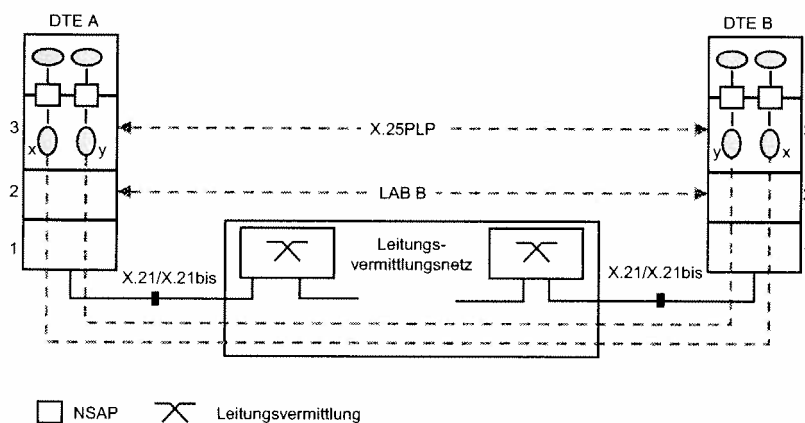 DTE A
DTE B
3
X.25PLP
x
y
y
x
2
LAB B
1
Leitungs-
vermittlungsnetz
X.21/X.21bis
X.21/X.21bis
NSAP
Leitungsvermittlung